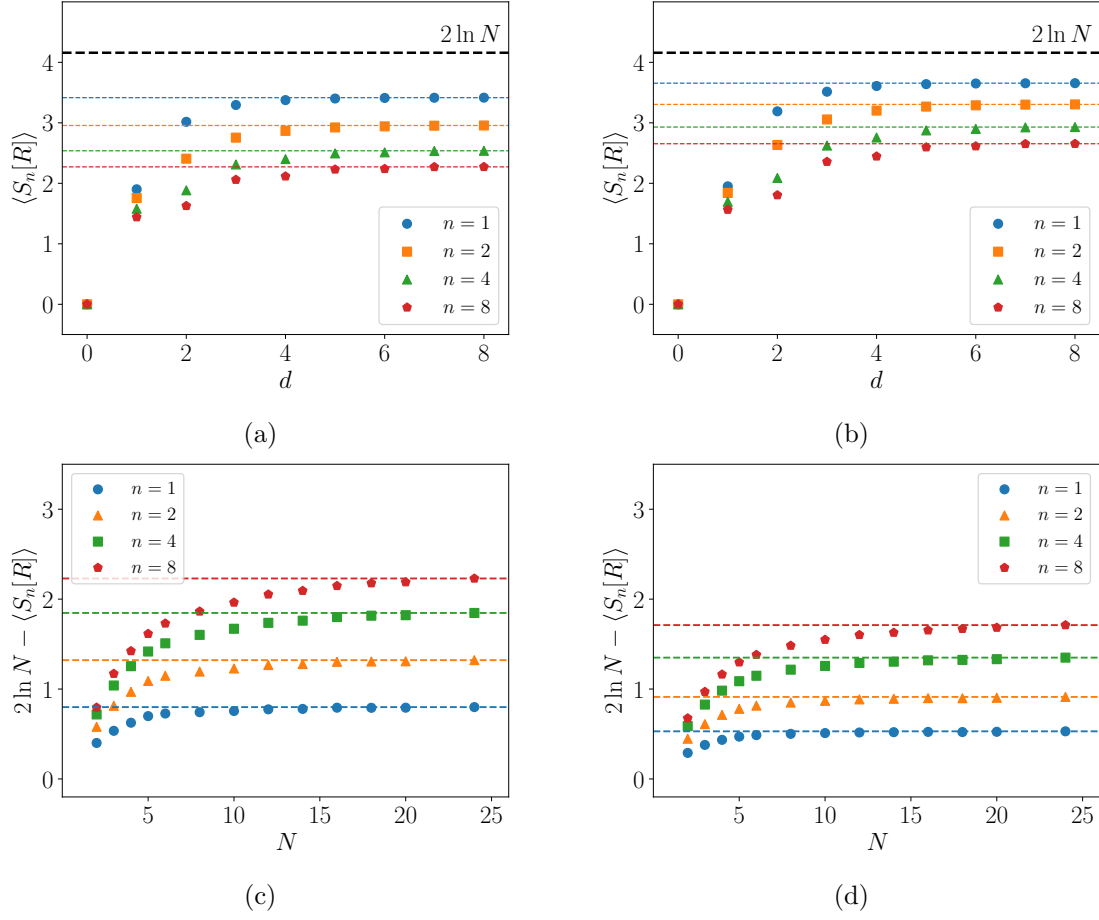 2 ln N
⟨S_n[R]⟩
4
3
2
1
0
n = 1
n = 2
n = 4
n = 8
0 2 4 6 8
d
(a)
2 ln N
⟨S_n[R]⟩
4
3
2
1
0
n = 1
n = 2
n = 4
n = 8
0 2 4 6 8
d
(b)
2 ln N − ⟨S_n[R]⟩
3
2
1
0
n = 1
n = 2
n = 4
n = 8
5 10 15 20 25
N
(c)
2 ln N − ⟨S_n[R]⟩
3
2
1
0
n = 1
n = 2
n = 4
n = 8
5 10 15 20 25
N
(d)